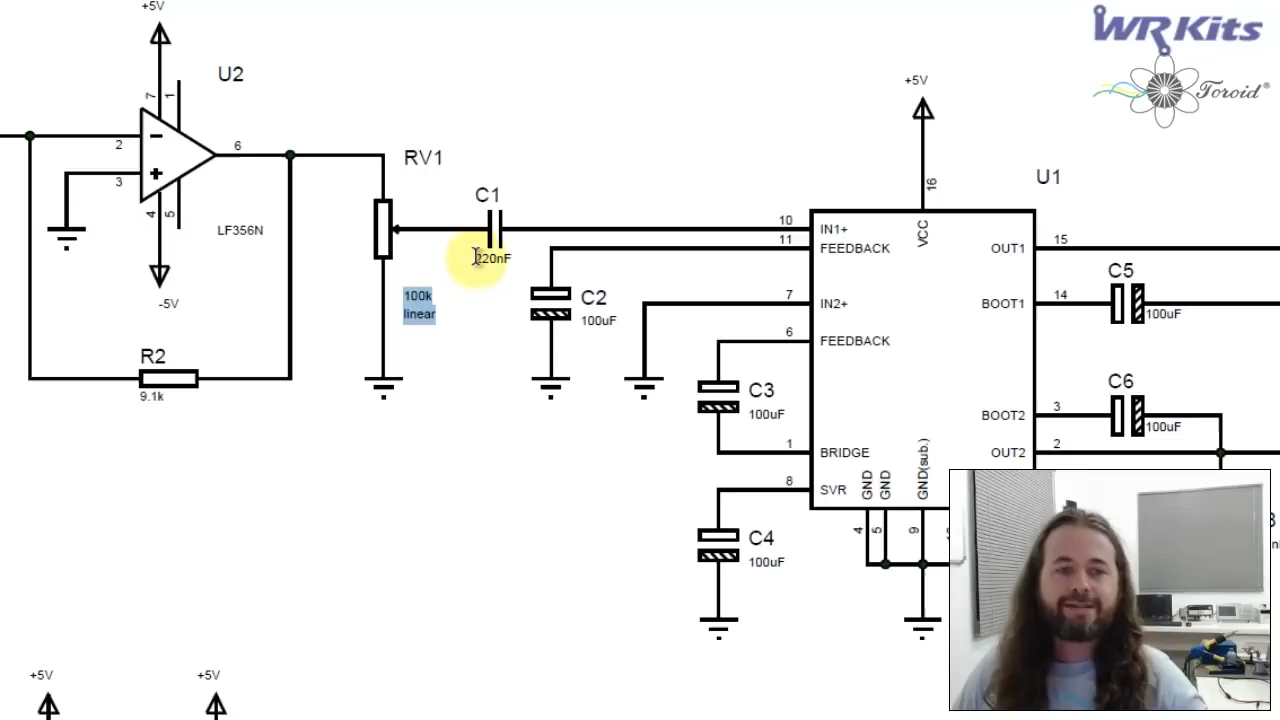 +5V
WR Kits
Toroid®
U2
7
1
2
6
3
4
5
LF356N
-5V
R2
9.1k
RV1
100k
linear
C1
220nF
C2
100uF
C3
100uF
C4
100uF
+5V
16
U1
10
IN1+
VCC
11
FEEDBACK
OUT1
15
7
IN2+
BOOT1
14
C5
100uF
6
FEEDBACK
C6
100uF
BOOT2
3
1
BRIDGE
OUT2
2
8
SVR
GND
GND
GND(sub.)
4
5
9
+5V
+5V